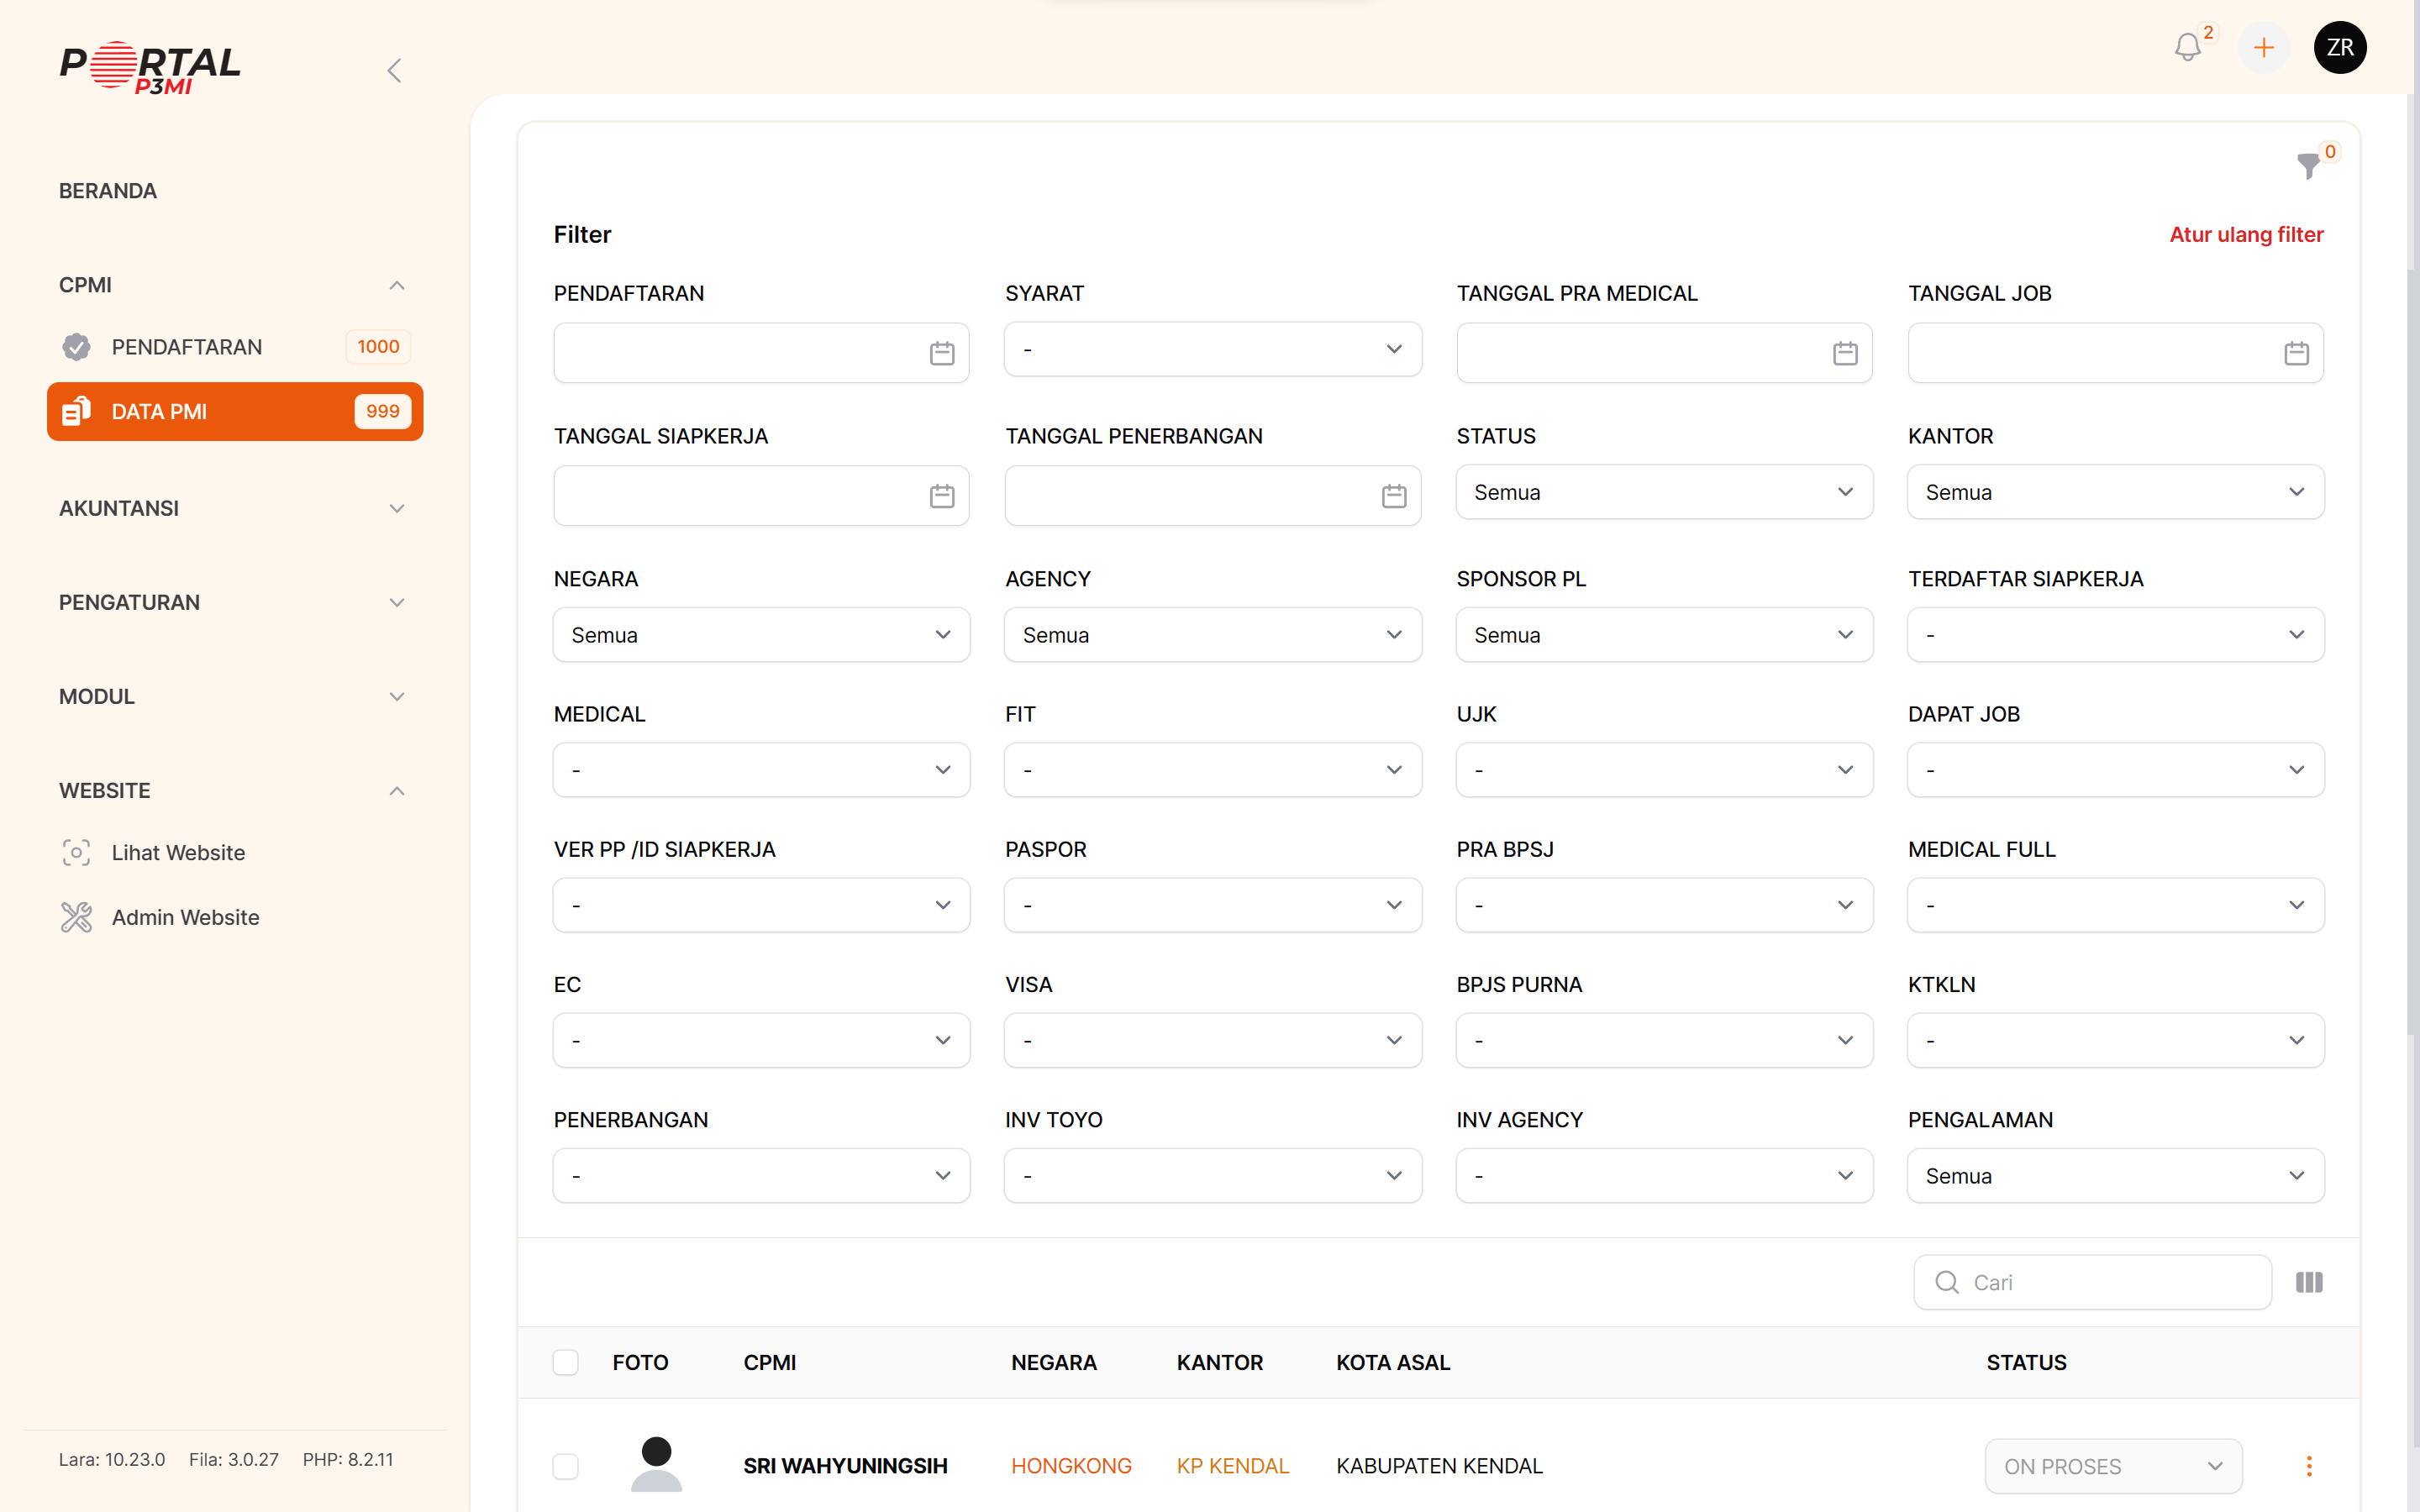 PORTAL
P3MI
2
ZR
BERANDA
CPMI
PENDAFTARAN 1000
DATA PMI 999
AKUNTANSI
PENGATURAN
MODUL
WEBSITE
Lihat Website
Admin Website
Lara: 10.23.0 Fila: 3.0.27 PHP: 8.2.11
0
Filter Atur ulang filter
PENDAFTARAN SYARAT TANGGAL PRA MEDICAL TANGGAL JOB
-
TANGGAL SIAPKERJA TANGGAL PENERBANGAN STATUS KANTOR
Semua Semua
NEGARA AGENCY SPONSOR PL TERDAFTAR SIAPKERJA
Semua Semua Semua -
MEDICAL FIT UJK DAPAT JOB
- - - -
VER PP /ID SIAPKERJA PASPOR PRA BPSJ MEDICAL FULL
- - - -
EC VISA BPJS PURNA KTKLN
- - - -
PENERBANGAN INV TOYO INV AGENCY PENGALAMAN
- - - Semua
Cari
FOTO CPMI NEGARA KANTOR KOTA ASAL STATUS
SRI WAHYUNINGSIH HONGKONG KP KENDAL KABUPATEN KENDAL ON PROSES